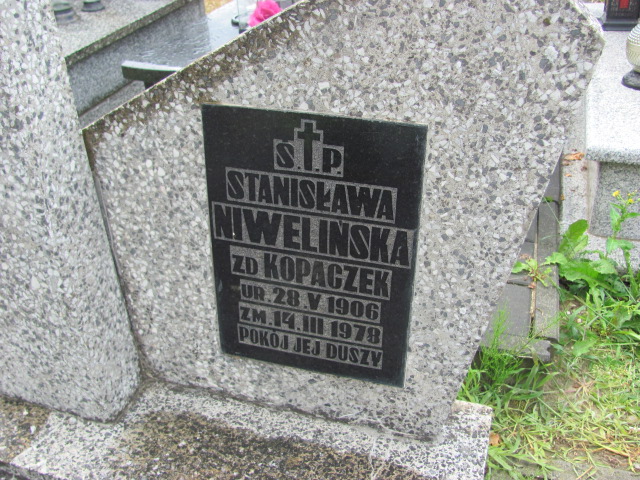 Ś.†P.
STANISŁAWA
NIWELIŃSKA
ZD KOPACZEK
UR. 28. V 1906
ZM. 14. III 1978
POKÓJ JEJ DUSZY